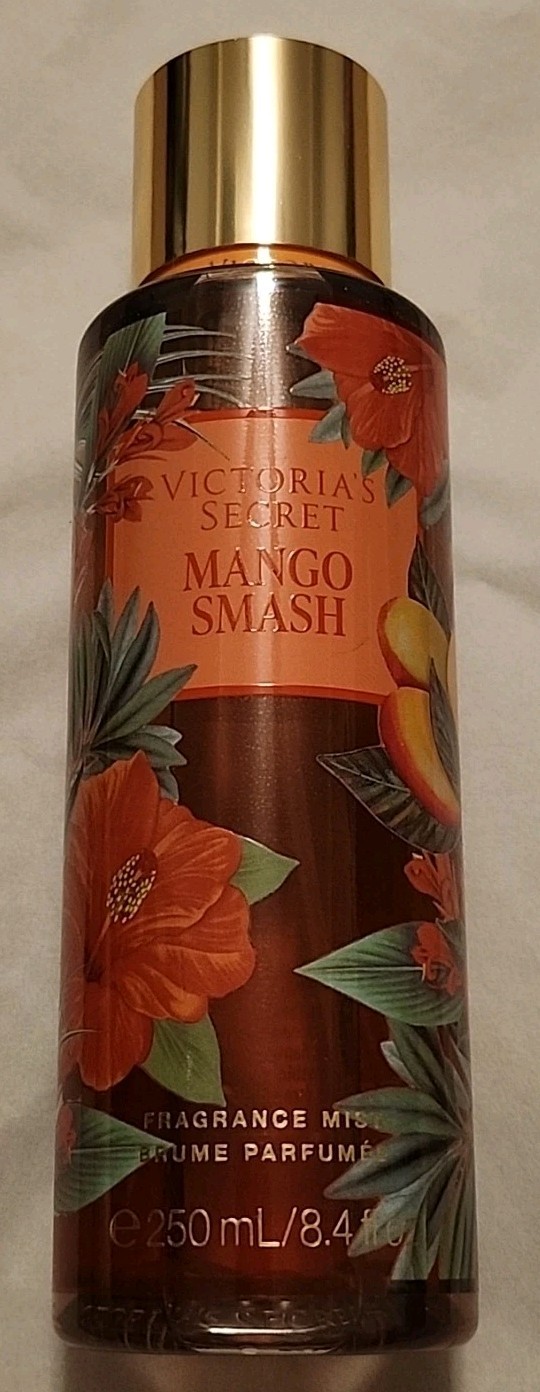 VICTORIA'S
SECRET
MANGO
SMASH
FRAGRANCE MIST
BRUME PARFUMÉE
e 250 mL/8.4 fl oz